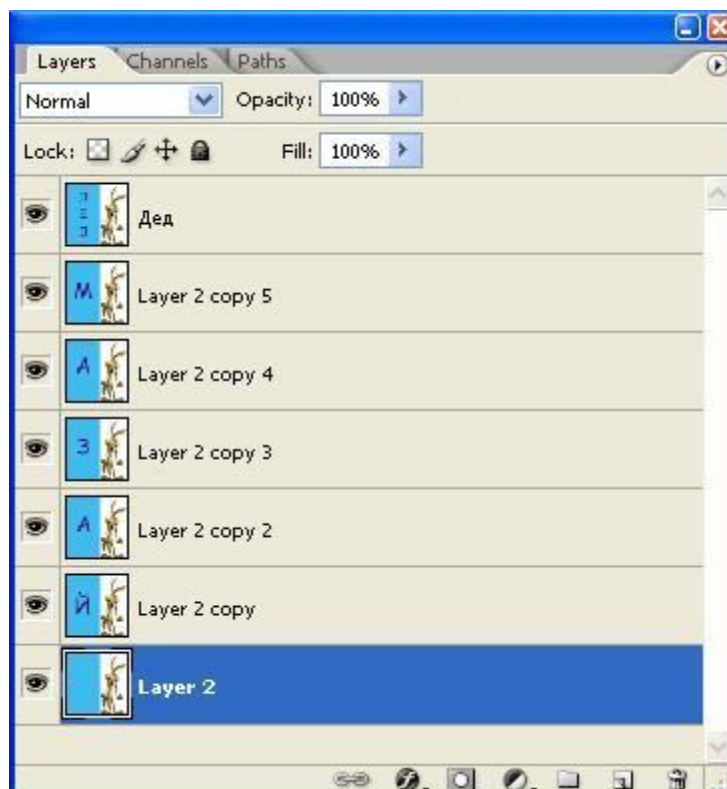 Layers Channels Paths
Normal Opacity: 100%
Lock: Fill: 100%
ДЕД
Дед
М
Layer 2 copy 5
А
Layer 2 copy 4
З
Layer 2 copy 3
А
Layer 2 copy 2
Й
Layer 2 copy
Layer 2